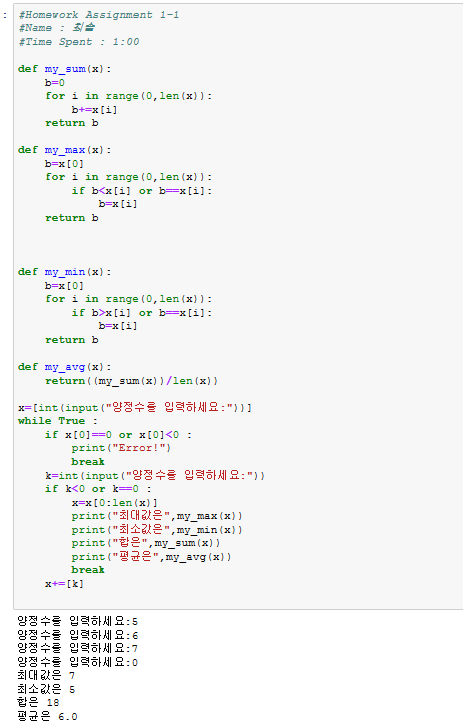 #Homework Assignment 1-1
#Name : 최슬
#Time Spent : 1:00
def my_sum(x):
    b=0
    for i in range(0,len(x)):
        b+=x[i]
    return b
def my_max(x):
    b=x[0]
    for i in range(0,len(x)):
        if b<x[i] or b==x[i]:
            b=x[i]
    return b
def my_min(x):
    b=x[0]
    for i in range(0,len(x)):
        if b>x[i] or b==x[i]:
            b=x[i]
    return b
def my_avg(x):
    return((my_sum(x))/len(x))
x=[int(input("양정수를 입력하세요:"))]
while True :
    if x[0]==0 or x[0]<0 :
        print("Error!")
        break
    k=int(input("양정수를 입력하세요:"))
    if k<0 or k==0 :
        x=x[0:len(x)]
        print("최대값은",my_max(x))
        print("최소값은",my_min(x))
        print("합은",my_sum(x))
        print("평균은",my_avg(x))
        break
    x+=[k]
양정수를 입력하세요:5
양정수를 입력하세요:6
양정수를 입력하세요:7
양정수를 입력하세요:0
최대값은 7
최소값은 5
합은 18
평균은 6.0